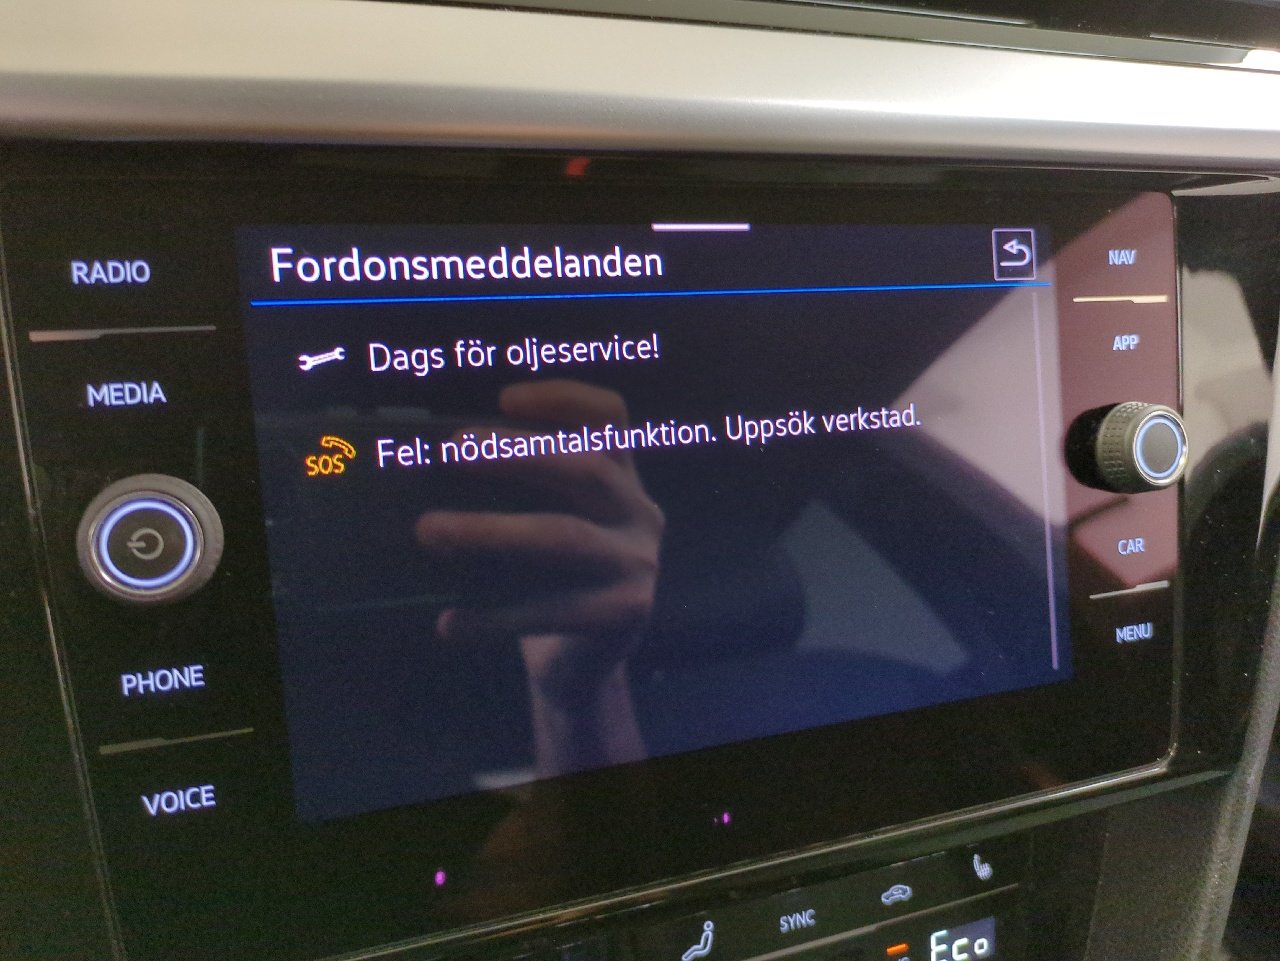 Fordonsmeddelanden
Dags för oljeservice!
SOS Fel: nödsamtalsfunktion. Uppsök verkstad.
RADIO
MEDIA
PHONE
VOICE
NAV
APP
CAR
MENU
SYNC
Eco